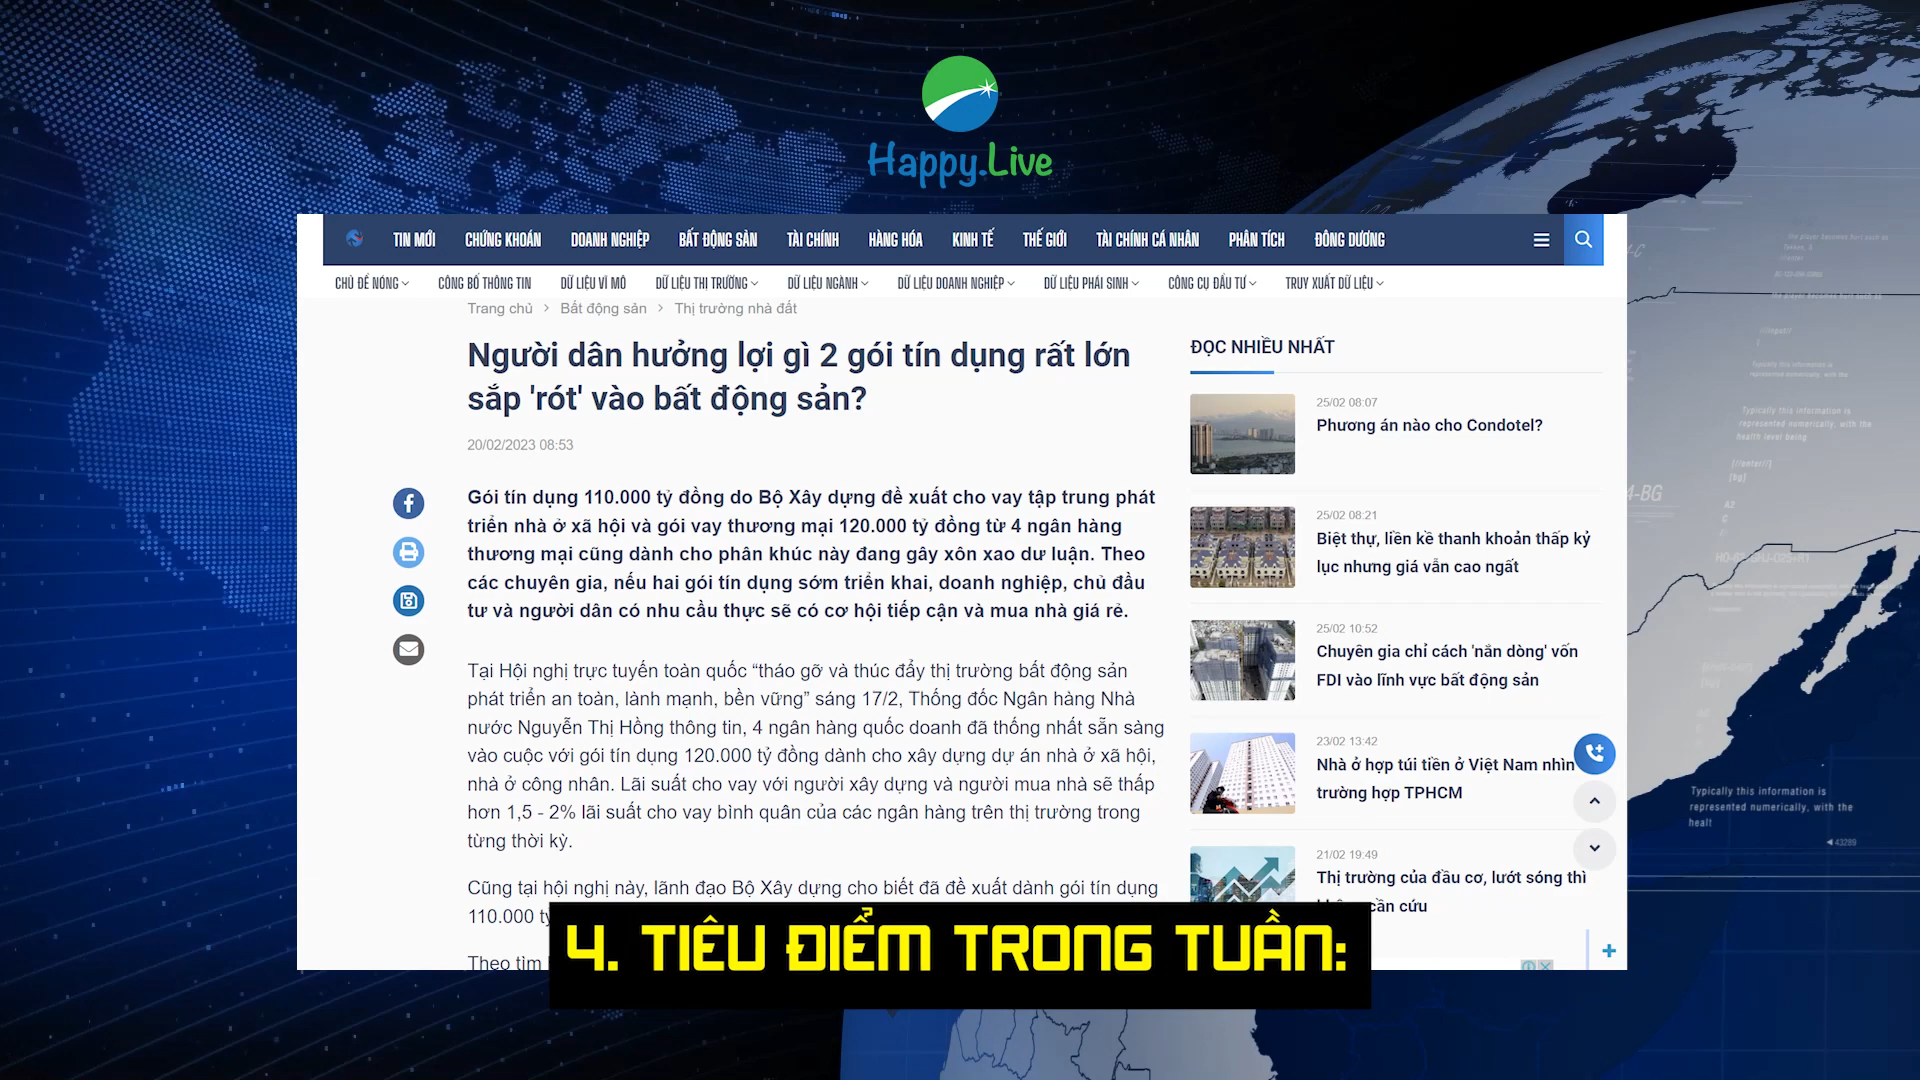 Happy.Live
TIN MỚI CHỨNG KHOÁN DOANH NGHIỆP BẤT ĐỘNG SẢN TÀI CHÍNH HÀNG HÓA KINH TẾ THẾ GIỚI TÀI CHÍNH CÁ NHÂN PHÂN TÍCH ĐÔNG DƯƠNG
CHỦ ĐỀ NÓNG CÔNG BỐ THÔNG TIN DỮ LIỆU VĨ MÔ DỮ LIỆU THỊ TRƯỜNG DỮ LIỆU NGÀNH DỮ LIỆU DOANH NGHIỆP DỮ LIỆU PHÁI SINH CÔNG CỤ ĐẦU TƯ TRUY XUẤT DỮ LIỆU
Trang chủ > Bất động sản > Thị trường nhà đất
Người dân hưởng lợi gì 2 gói tín dụng rất lớn
sắp 'rót' vào bất động sản?
20/02/2023 08:53
Gói tín dụng 110.000 tỷ đồng do Bộ Xây dựng đề xuất cho vay tập trung phát
triển nhà ở xã hội và gói vay thương mại 120.000 tỷ đồng từ 4 ngân hàng
thương mại cũng dành cho phân khúc này đang gây xôn xao dư luận. Theo
các chuyên gia, nếu hai gói tín dụng sớm triển khai, doanh nghiệp, chủ đầu
tư và người dân có nhu cầu thực sẽ có cơ hội tiếp cận và mua nhà giá rẻ.
Tại Hội nghị trực tuyến toàn quốc “tháo gỡ và thúc đẩy thị trường bất động sản
phát triển an toàn, lành mạnh, bền vững” sáng 17/2, Thống đốc Ngân hàng Nhà
nước Nguyễn Thị Hồng thông tin, 4 ngân hàng quốc doanh đã thống nhất sẵn sàng
vào cuộc với gói tín dụng 120.000 tỷ đồng dành cho xây dựng dự án nhà ở xã hội,
nhà ở công nhân. Lãi suất cho vay với người xây dựng và người mua nhà sẽ thấp
hơn 1,5 - 2% lãi suất cho vay bình quân của các ngân hàng trên thị trường trong
từng thời kỳ.
Cũng tại hội nghị này, lãnh đạo Bộ Xây dựng cho biết đã đề xuất dành gói tín dụng
110.000 tỷ
Theo tìm
ĐỌC NHIỀU NHẤT
25/02 08:07
Phương án nào cho Condotel?
25/02 08:21
Biệt thự, liền kề thanh khoản thấp kỷ
lục nhưng giá vẫn cao ngất
25/02 10:52
Chuyên gia chỉ cách 'nắn dòng' vốn
FDI vào lĩnh vực bất động sản
23/02 13:42
Nhà ở hợp túi tiền ở Việt Nam nhìn
trường hợp TPHCM
21/02 19:49
Thị trường của đầu cơ, lướt sóng thì
cần cứu
4. TIÊU ĐIỂM TRONG TUẦN:
Typically this information is
represented numerically, with the
healt
43289
Typically this information is
represented numerically, with the
health level being